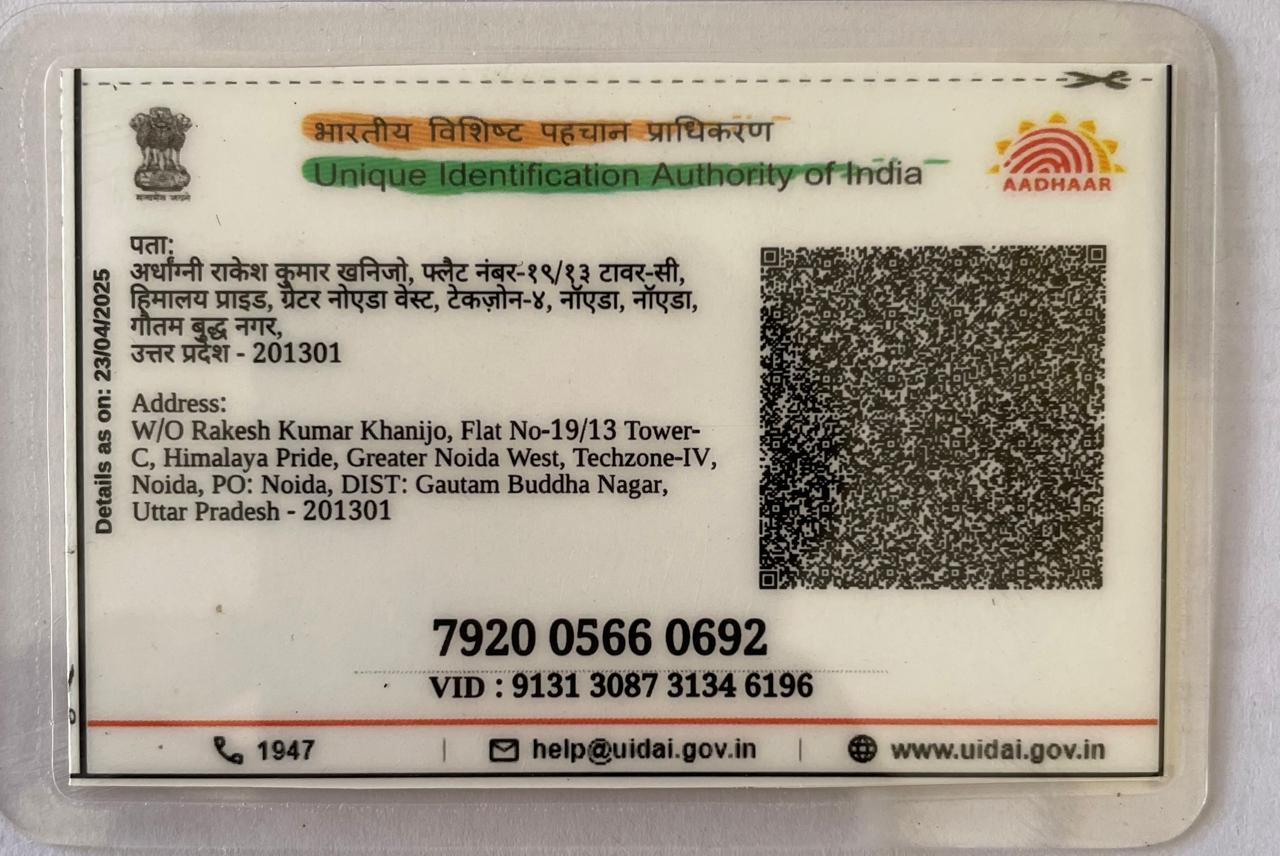 भारतीय विशिष्ट पहचान प्राधिकरण
Unique Identification Authority of India
सत्यमेव जयते
AADHAAR
Details as on: 23/04/2025
पता:
अर्धांग्नी राकेश कुमार खनिजो, फ्लैट नंबर-१९/१३ टावर-सी,
हिमालय प्राइड, ग्रेटर नोएडा वेस्ट, टेकज़ोन-४, नॉएडा, नॉएडा,
गौतम बुद्ध नगर,
उत्तर प्रदेश - 201301
Address:
W/O Rakesh Kumar Khanijo, Flat No-19/13 Tower-
C, Himalaya Pride, Greater Noida West, Techzone-IV,
Noida, PO: Noida, DIST: Gautam Buddha Nagar,
Uttar Pradesh - 201301
7920 0566 0692
VID : 9131 3087 3134 6196
1947 | help@uidai.gov.in | www.uidai.gov.in